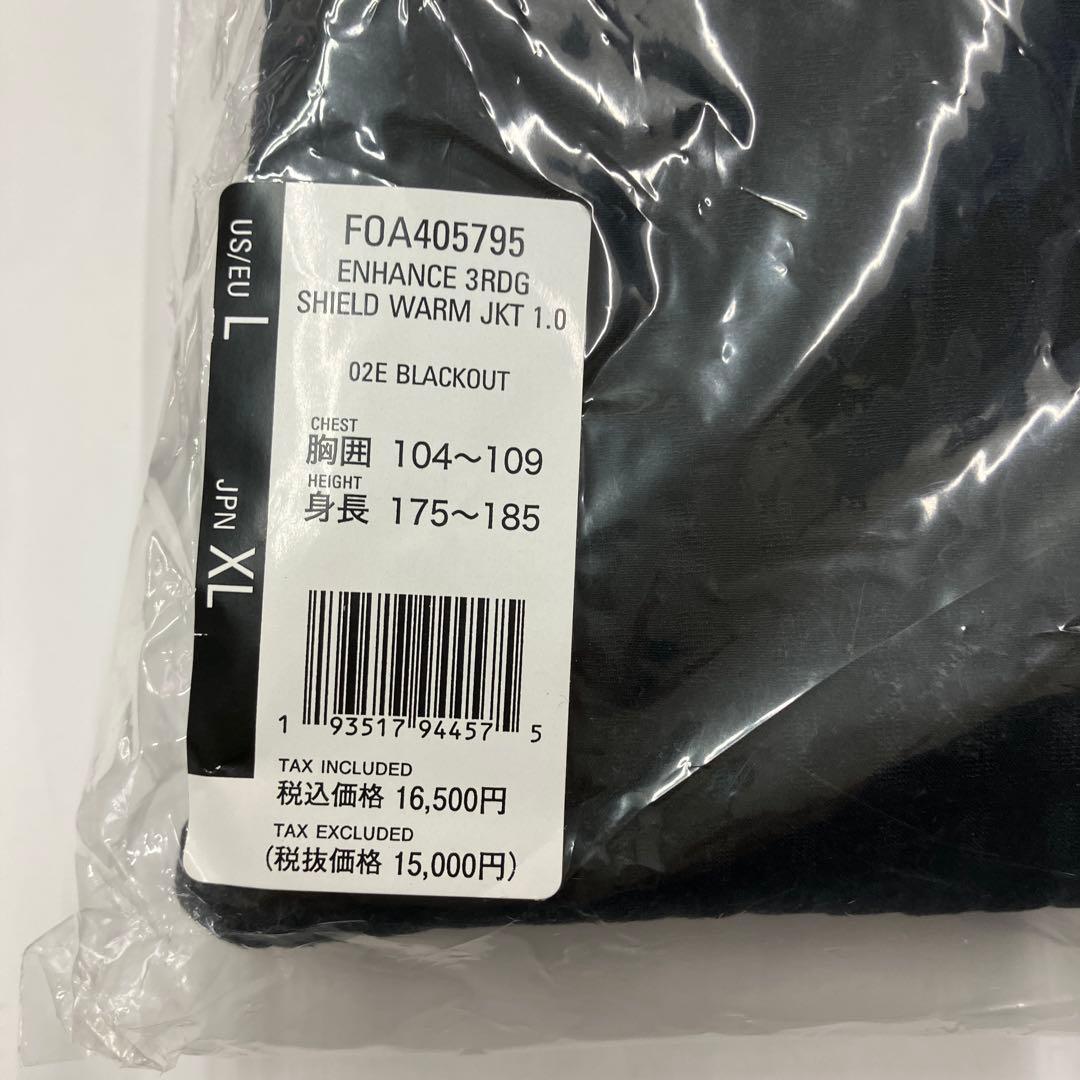 US/EU L
JPN XL
FOA405795
ENHANCE 3RDG
SHIELD WARM JKT 1.0
02E BLACKOUT
CHEST
胸囲 104～109
HEIGHT
身長 175～185
1 93517 94457 5
TAX INCLUDED
税込価格 16,500円
TAX EXCLUDED
(税抜価格 15,000円)